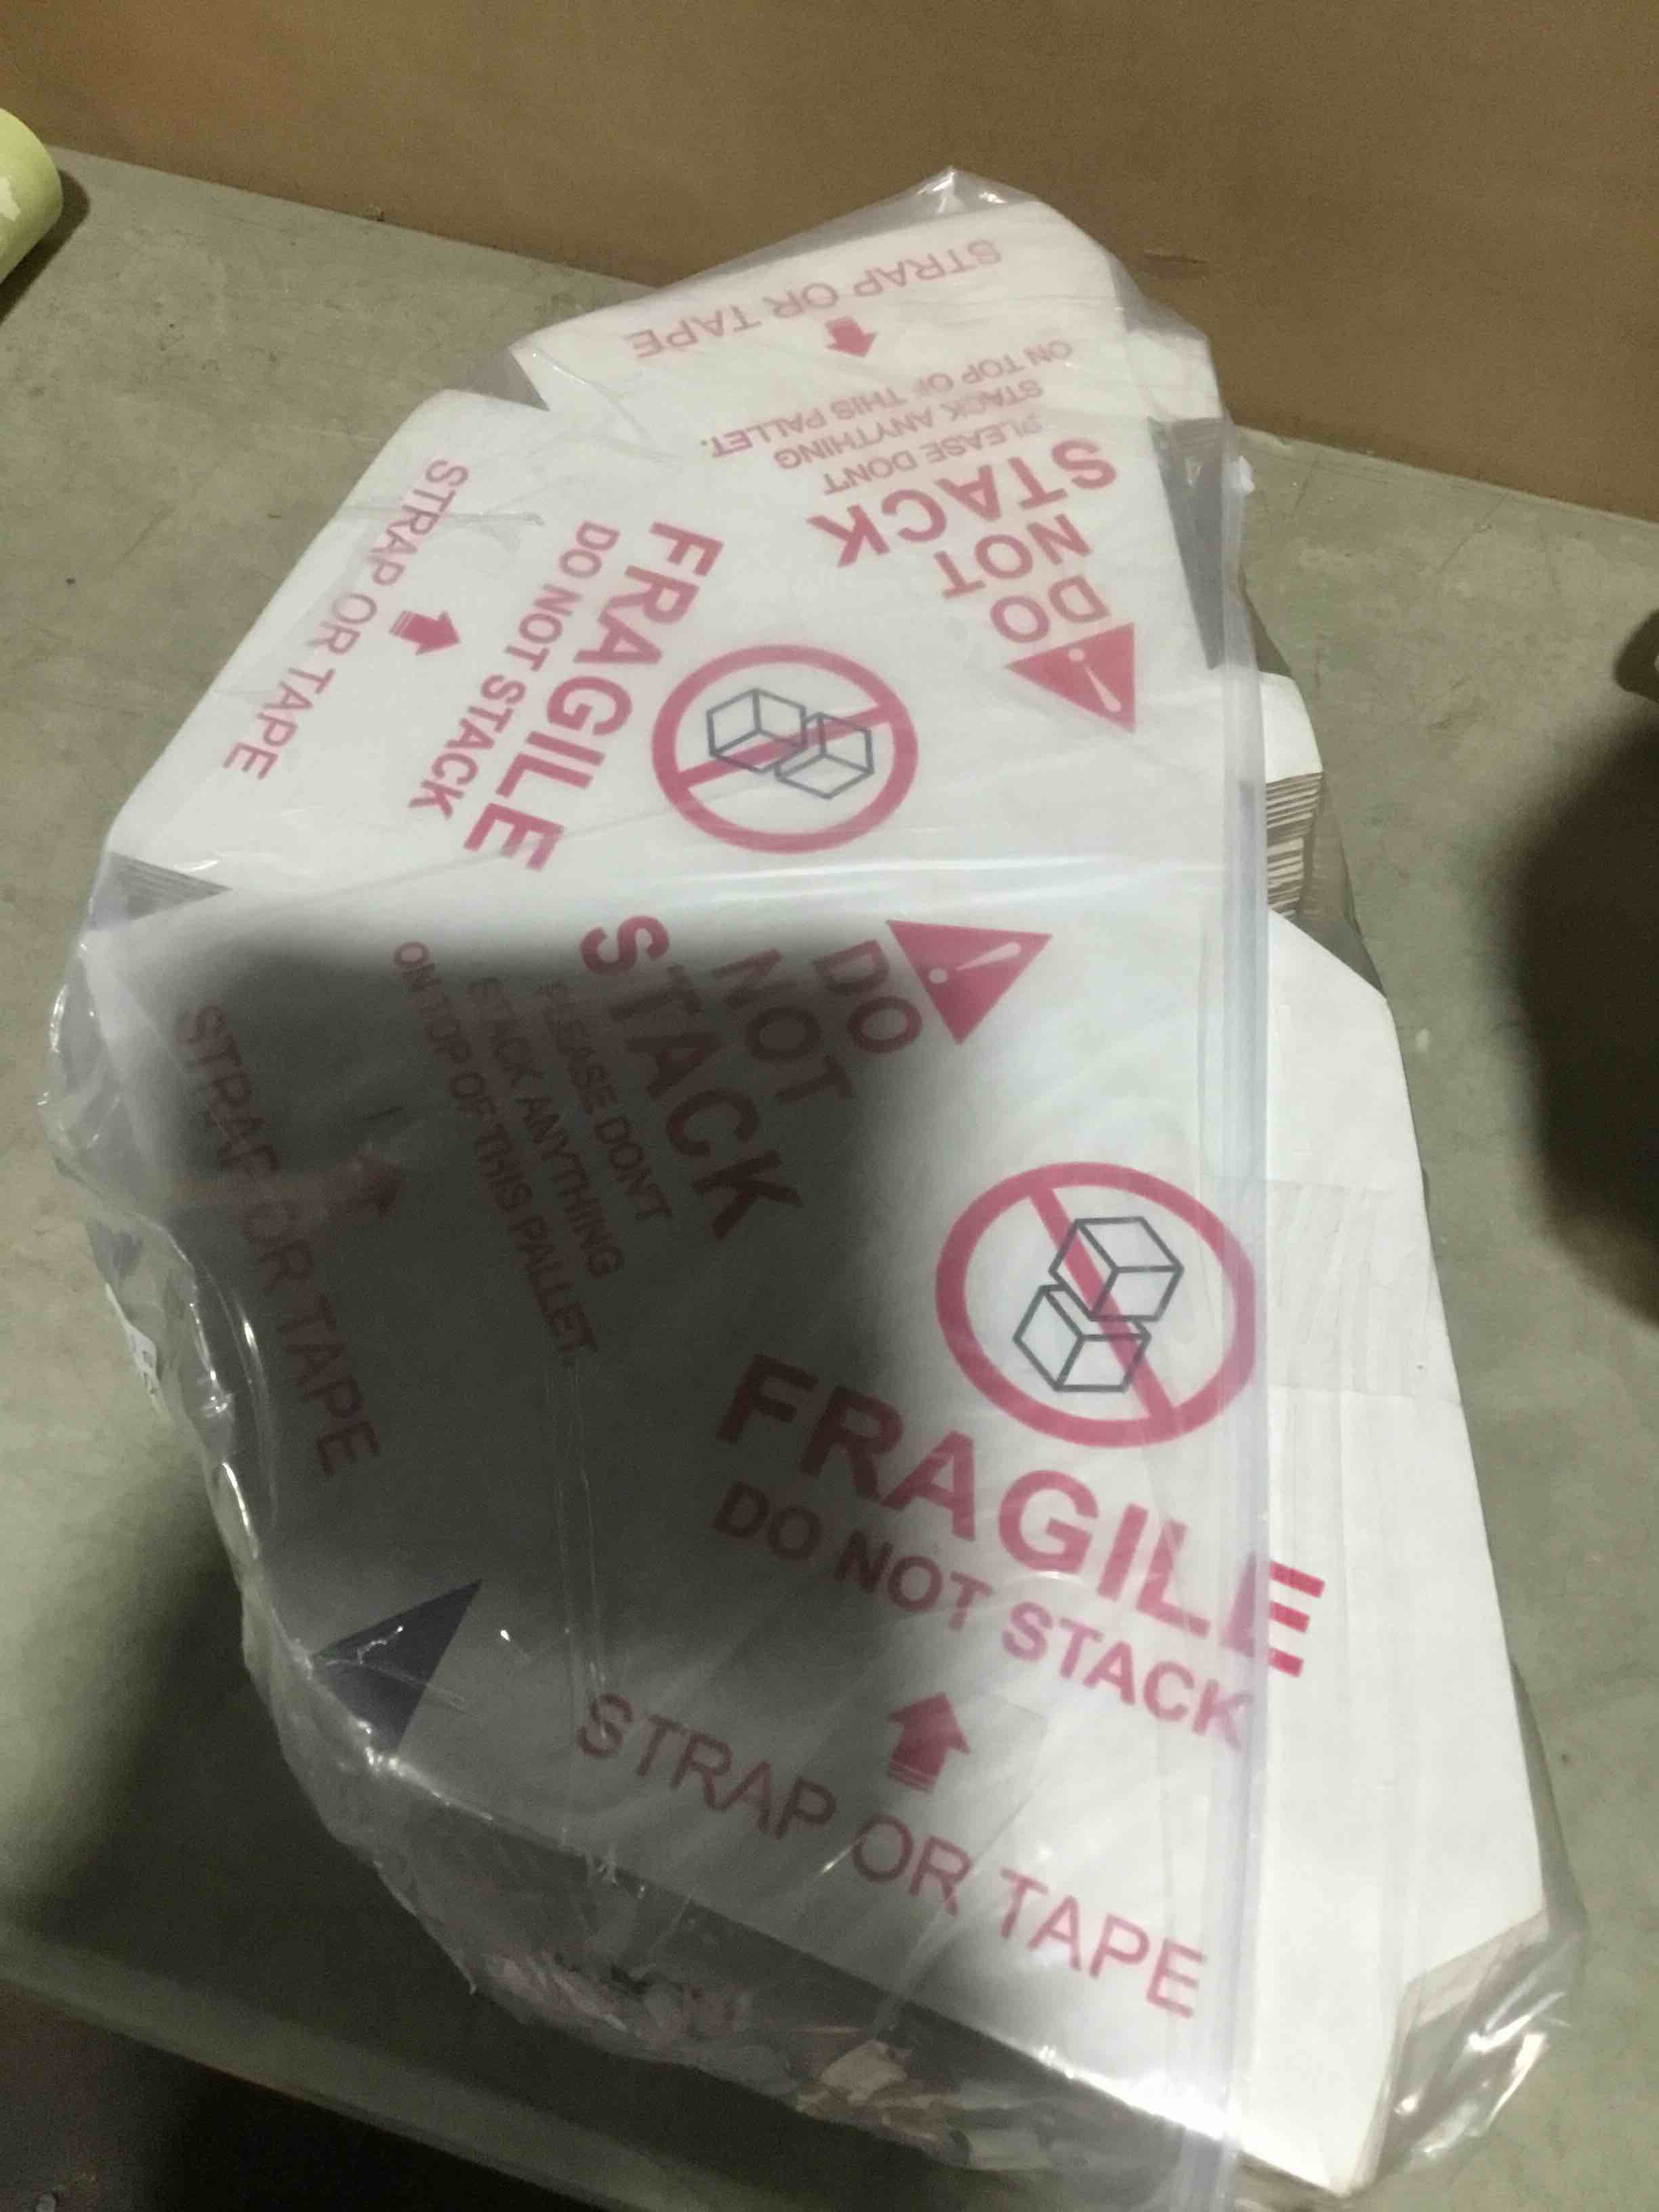 STRAP OR TAPE
ON TOP OF THIS PALLET.
STACK ANYTHING
PLEASE DON'T
STACK
NOT
DO
STRAP OR TAPE
DO NOT STACK
FRAGILE
DO
NOT
STACK
PLEASE DON'T
STACK ANYTHING
ON TOP OF THIS PALLET.
STRAP OR TAPE
FRAGILE
DO NOT STACK
STRAP OR TAPE